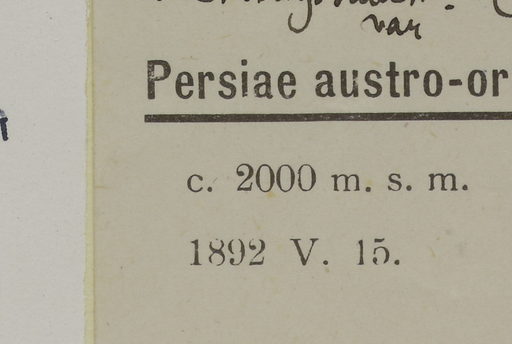 var
Persiae austro-or
c. 2000 m. s. m.
1892 V. 15.